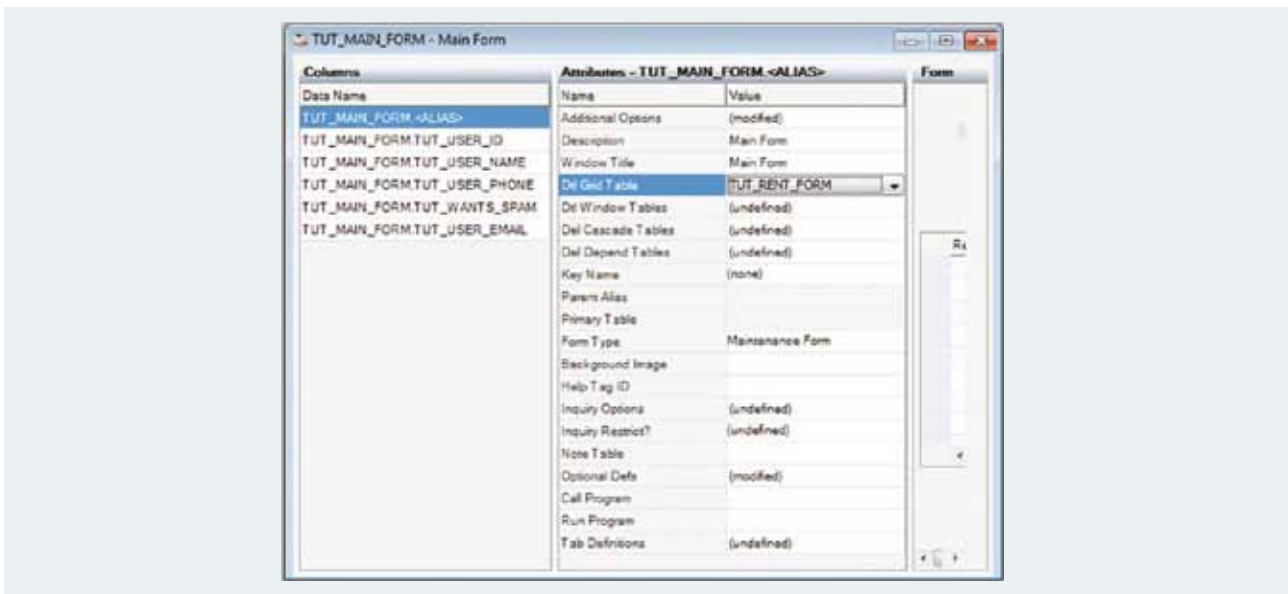 TUT_MAIN_FORM - Main Form
Columns
Data Name
TUT_MAIN_FORM.<ALIAS>
TUT_MAIN_FORM.TUT_USER_ID
TUT_MAIN_FORM.TUT_USER_NAME
TUT_MAIN_FORM.TUT_USER_PHONE
TUT_MAIN_FORM.TUT_WANTS_SPAM
TUT_MAIN_FORM.TUT_USER_EMAIL
Attributes - TUT_MAIN_FORM.<ALIAS>
Name Value
Additional Options (modified)
Description Main Form
Window Title Main Form
Dtl Grid Table TUT_RENT_FORM
Dtl Window Tables (undefined)
Del Cascade Tables (undefined)
Del Depend Tables (undefined)
Key Name (none)
Parent Alias
Primary Table
Form Type Maintenance Form
Background Image
Help Tag ID
Inquiry Options (undefined)
Inquiry Restrict? (undefined)
Note Table
Optional Defs (modified)
Call Program
Run Program
Tab Definitions (undefined)
Form